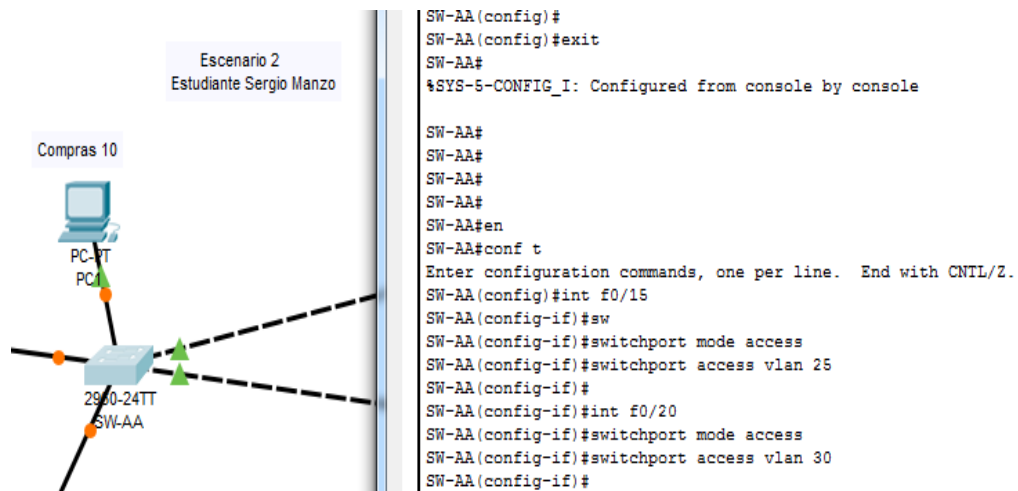 Escenario 2
Estudiante Sergio Manzo
Compras 10
PC-PT
PC1
2960-24TT
SW-AA
SW-AA(config)#
SW-AA(config)#exit
SW-AA#
%SYS-5-CONFIG_I: Configured from console by console
SW-AA#
SW-AA#
SW-AA#
SW-AA#
SW-AA#en
SW-AA#conf t
Enter configuration commands, one per line.  End with CNTL/Z.
SW-AA(config)#int f0/15
SW-AA(config-if)#sw
SW-AA(config-if)#switchport mode access
SW-AA(config-if)#switchport access vlan 25
SW-AA(config-if)#
SW-AA(config-if)#int f0/20
SW-AA(config-if)#switchport mode access
SW-AA(config-if)#switchport access vlan 30
SW-AA(config-if)#